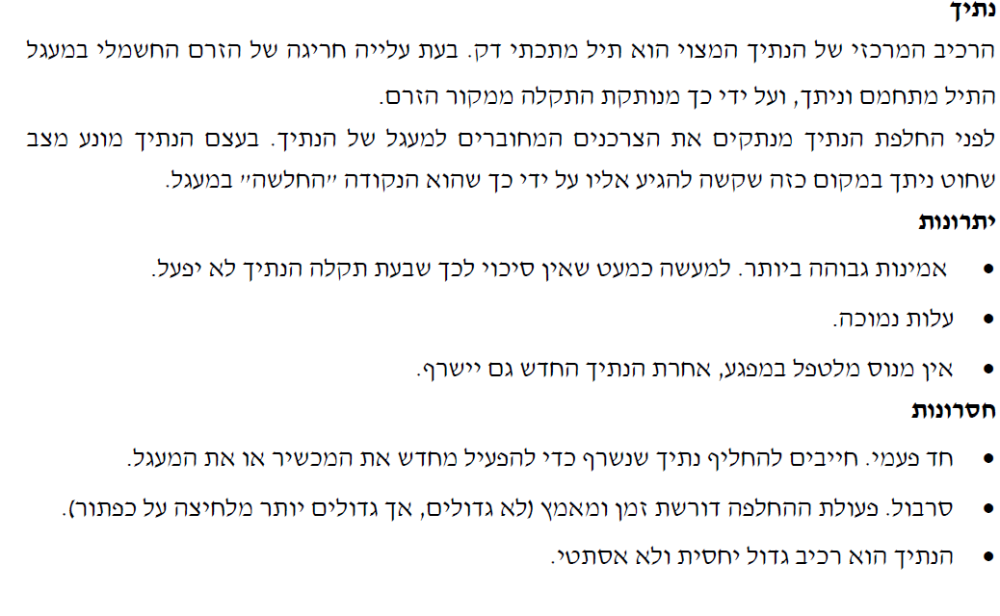 נתיך
הרכיב המרכזי של הנתיך המצוי הוא תיל מתכתי דק. בעת עלייה חריגה של הזרם החשמלי במעגל
התיל מתחמם וניתך, ועל ידי כך מנותקת התקלה ממקור הזרם.
לפני החלפת הנתיך מנתקים את הצרכנים המחוברים למעגל של הנתיך. בעצם הנתיך מונע מצב
שחוט ניתך במקום כזה שקשה להגיע אליו על ידי כך שהוא הנקודה "החלשה" במעגל.
יתרונות
• אמינות גבוהה ביותר. למעשה כמעט שאין סיכוי לכך שבעת תקלה הנתיך לא יפעל.
• עלות נמוכה.
• אין מנוס מלטפל במפגע, אחרת הנתיך החדש גם יישרף.
חסרונות
• חד פעמי. חייבים להחליף נתיך שנשרף כדי להפעיל מחדש את המכשיר או את המעגל.
• סרבול. פעולת ההחלפה דורשת זמן ומאמץ (לא גדולים, אך גדולים יותר מלחיצה על כפתור).
• הנתיך הוא רכיב גדול יחסית ולא אסתטי.